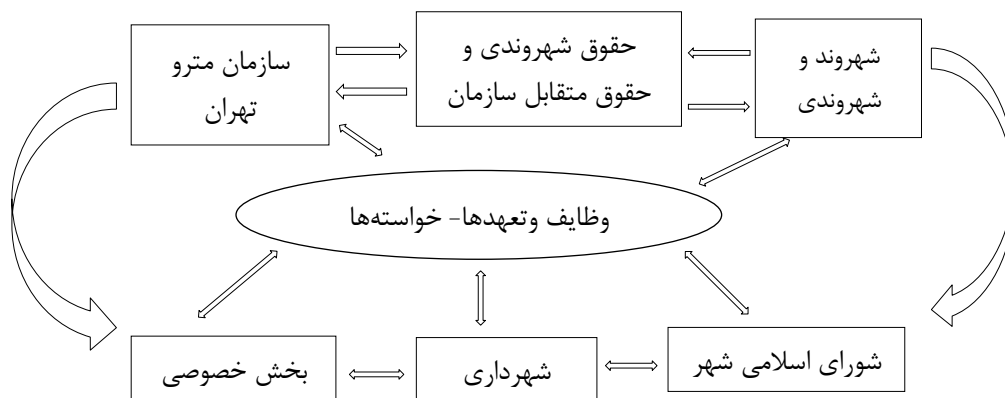 شهروند و
شهروندی
حقوق شهروندی و
حقوق متقابل سازمان
سازمان مترو
تهران
وظایف وتعهدها- خواسته‌ها
شورای اسلامی شهر
شهرداری
بخش خصوصی